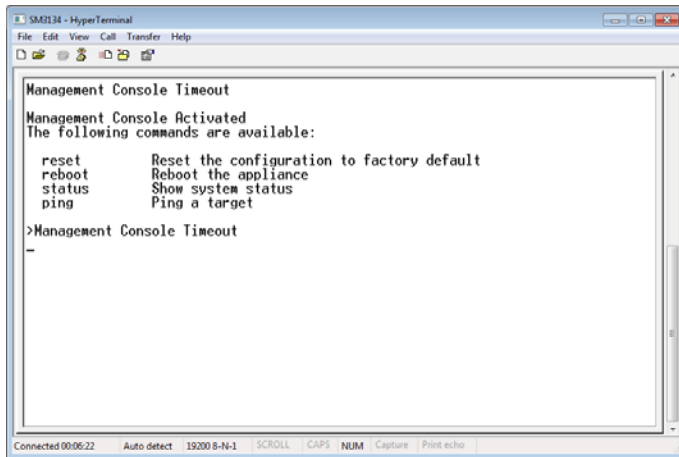 SM3134 - HyperTerminal
File Edit View Call Transfer Help
Management Console Timeout
Management Console Activated
The following commands are available:
reset Reset the configuration to factory default
reboot Reboot the appliance
status Show system status
ping Ping a target
>Management Console Timeout
_
Connected 00:06:22 Auto detect 19200 8-N-1 SCROLL CAPS NUM Capture Print echo